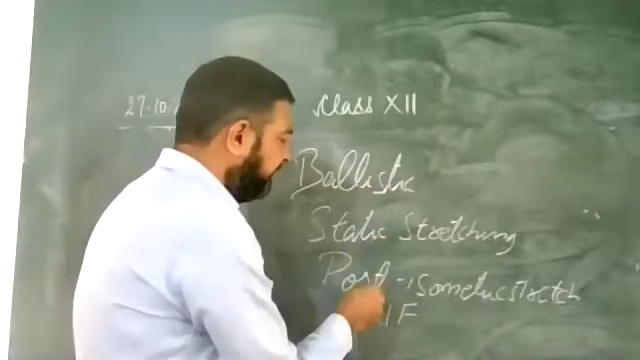 27.10
Class XII
Ballistic
Static Stretching
Post-isometric stretch